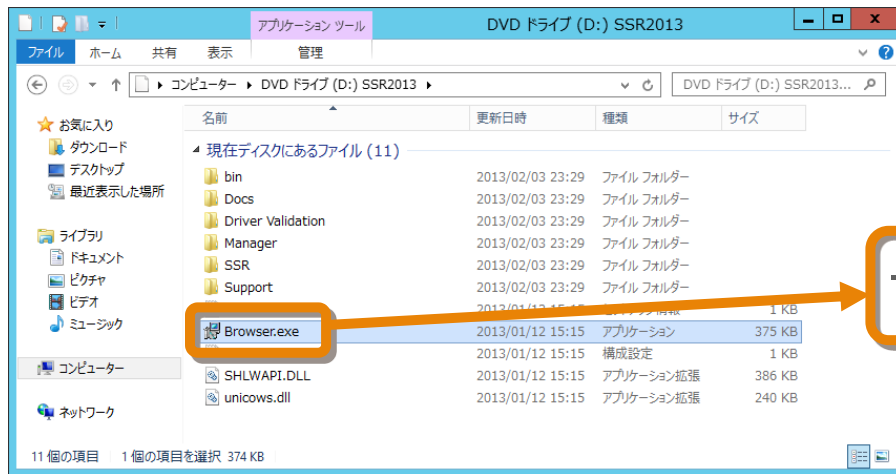 アプリケーション ツール
DVD ドライブ (D:) SSR2013
ファイル ホーム 共有 表示 管理
コンピューター DVD ドライブ (D:) SSR2013
DVD ドライブ (D:) SSR2013...
名前 更新日時 種類 サイズ
お気に入り
ダウンロード
デスクトップ
最近表示した場所
ライブラリ
ドキュメント
ピクチャ
ビデオ
ミュージック
コンピューター
ネットワーク
現在ディスクにあるファイル (11)
bin 2013/02/03 23:29 ファイル フォルダー
Docs 2013/02/03 23:29 ファイル フォルダー
Driver Validation 2013/02/03 23:29 ファイル フォルダー
Manager 2013/02/03 23:29 ファイル フォルダー
SSR 2013/02/03 23:29 ファイル フォルダー
Support 2013/02/03 23:29 ファイル フォルダー
1 KB
Browser.exe 2013/01/12 15:15 アプリケーション 375 KB
2013/01/12 15:15 構成設定 1 KB
SHLWAPI.DLL 2013/01/12 15:15 アプリケーション拡張 386 KB
unicows.dll 2013/01/12 15:15 アプリケーション拡張 240 KB
11 個の項目 1 個の項目を選択 374 KB